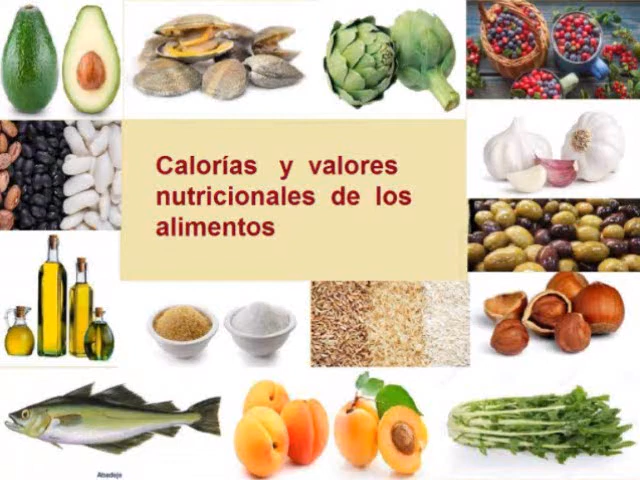 Calorías y valores
nutricionales de los
alimentos
Abadejo